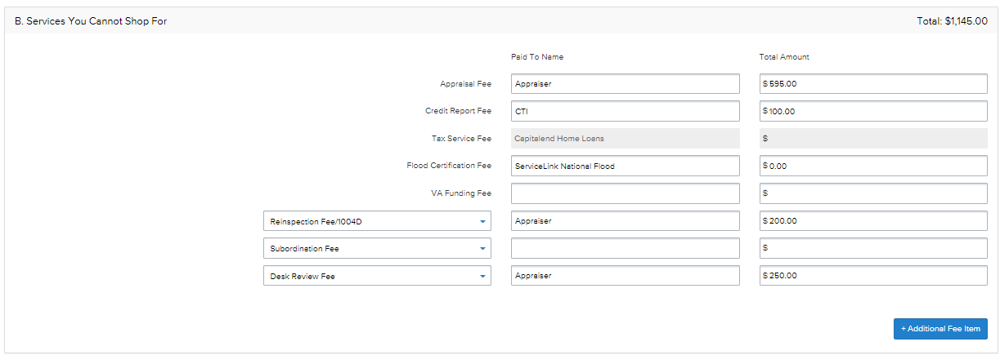 B. Services You Cannot Shop For Total: $1,145.00
Paid To Name Total Amount
Appraisal Fee Appraiser $ 595.00
Credit Report Fee CTI $ 100.00
Tax Service Fee Capitalend Home Loans $
Flood Certification Fee ServiceLink National Flood $ 0.00
VA Funding Fee $
Reinspection Fee/1004D Appraiser $ 200.00
Subordination Fee $
Desk Review Fee Appraiser $ 250.00
+ Additional Fee Item